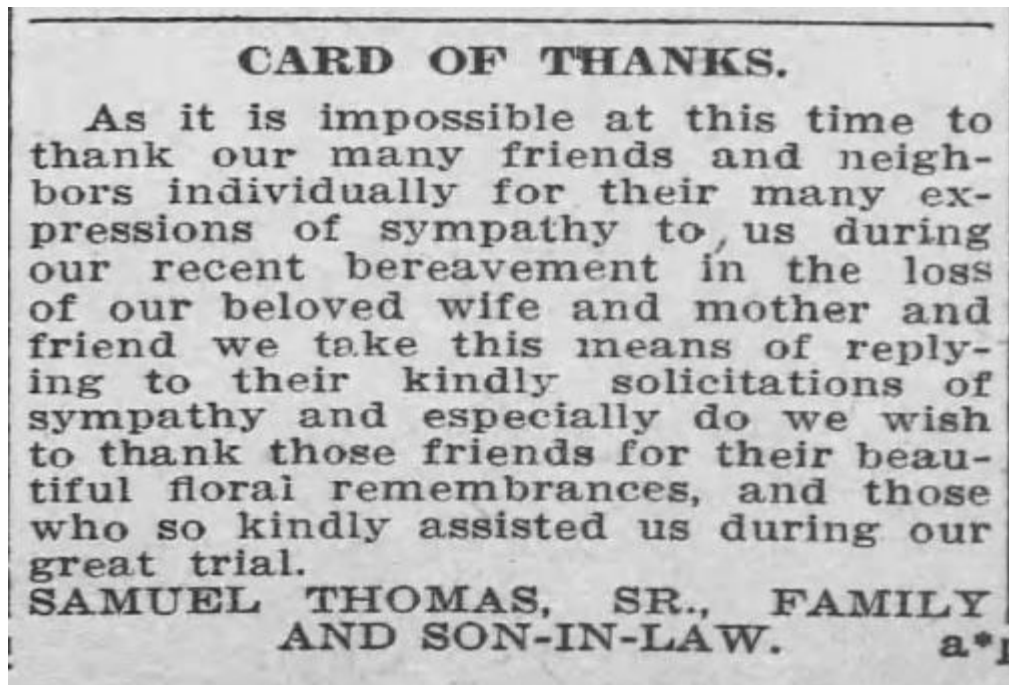 CARD OF THANKS.
As it is impossible at this time to
thank our many friends and neigh-
bors individually for their many ex-
pressions of sympathy to, us during
our recent bereavement in the loss
of our beloved wife and mother and
friend we take this means of reply-
ing to their kindly solicitations of
sympathy and especially do we wish
to thank those friends for their beau-
tiful floral remembrances, and those
who so kindly assisted us during our
great trial.
SAMUEL THOMAS, SR., FAMILY
AND SON-IN-LAW. a*